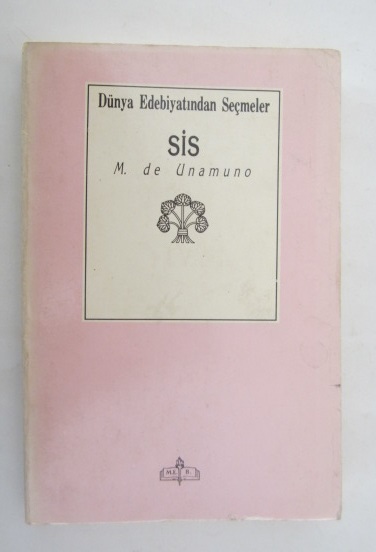 Dünya Edebiyatından Seçmeler
SİS
M. de Unamuno
M.E. B.